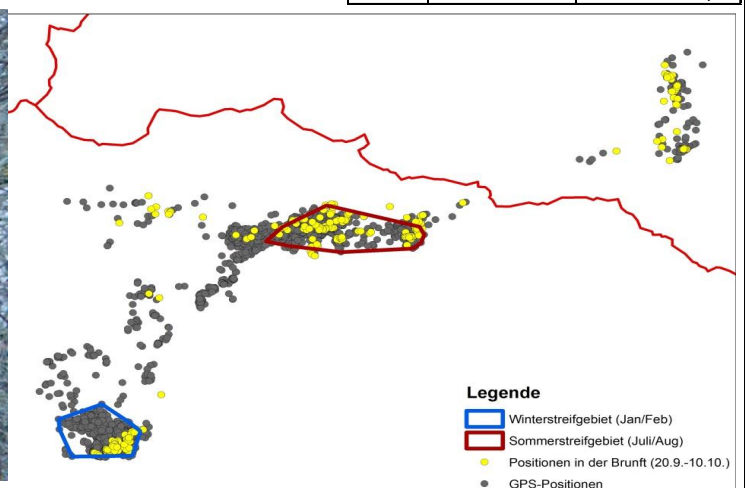 Legende
Winterstreifgebiet (Jan/Feb)
Sommerstreifgebiet (Juli/Aug)
Positionen in der Brunft (20.9.-10.10.)
GPS-Positionen